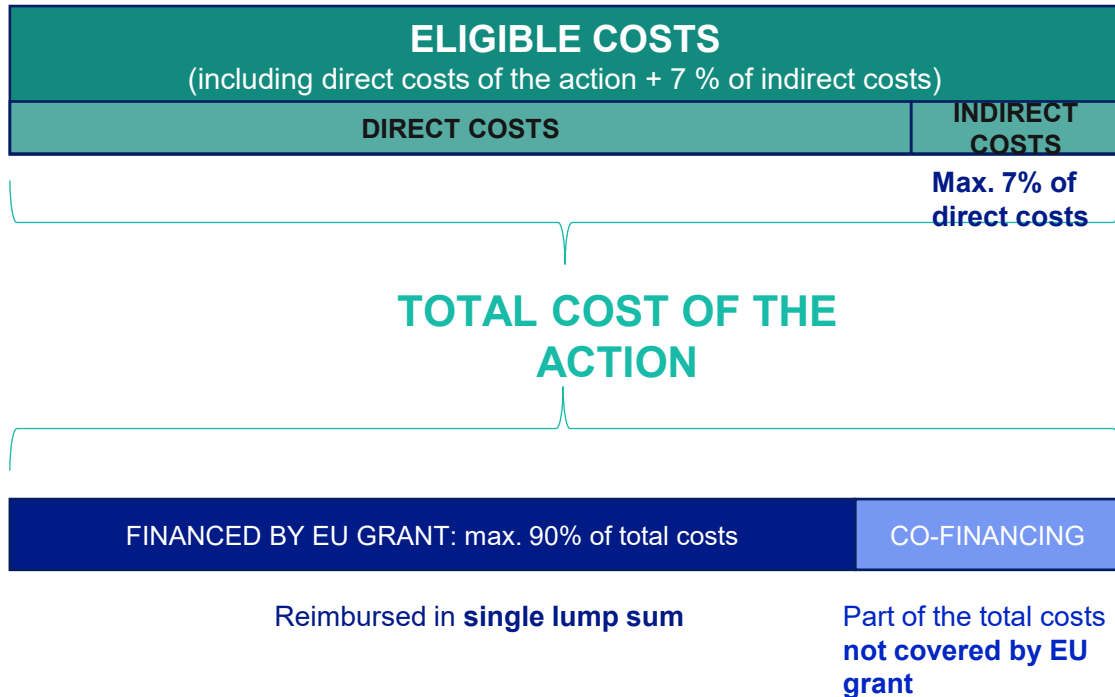 ELIGIBLE COSTS
(including direct costs of the action + 7 % of indirect costs)
DIRECT COSTS
INDIRECT
COSTS
Max. 7% of
direct costs
TOTAL COST OF THE
ACTION
FINANCED BY EU GRANT: max. 90% of total costs
CO-FINANCING
Reimbursed in single lump sum
Part of the total costs
not covered by EU
grant